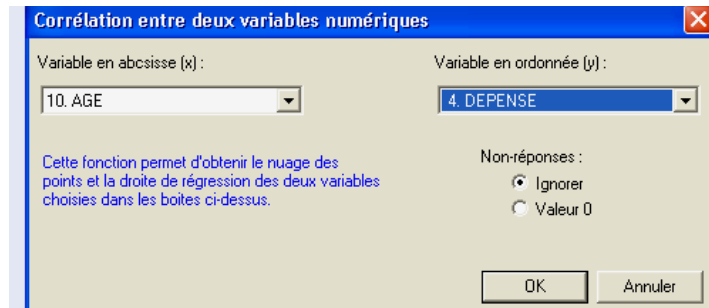 Corrélation entre deux variables numériques
Variable en abcsisse (x) :
Variable en ordonnée (y) :
10. AGE
4. DEPENSE
Cette fonction permet d'obtenir le nuage des
points et la droite de régression des deux variables
choisies dans les boites ci-dessus.
Non-réponses :
Ignorer
Valeur 0
OK
Annuler